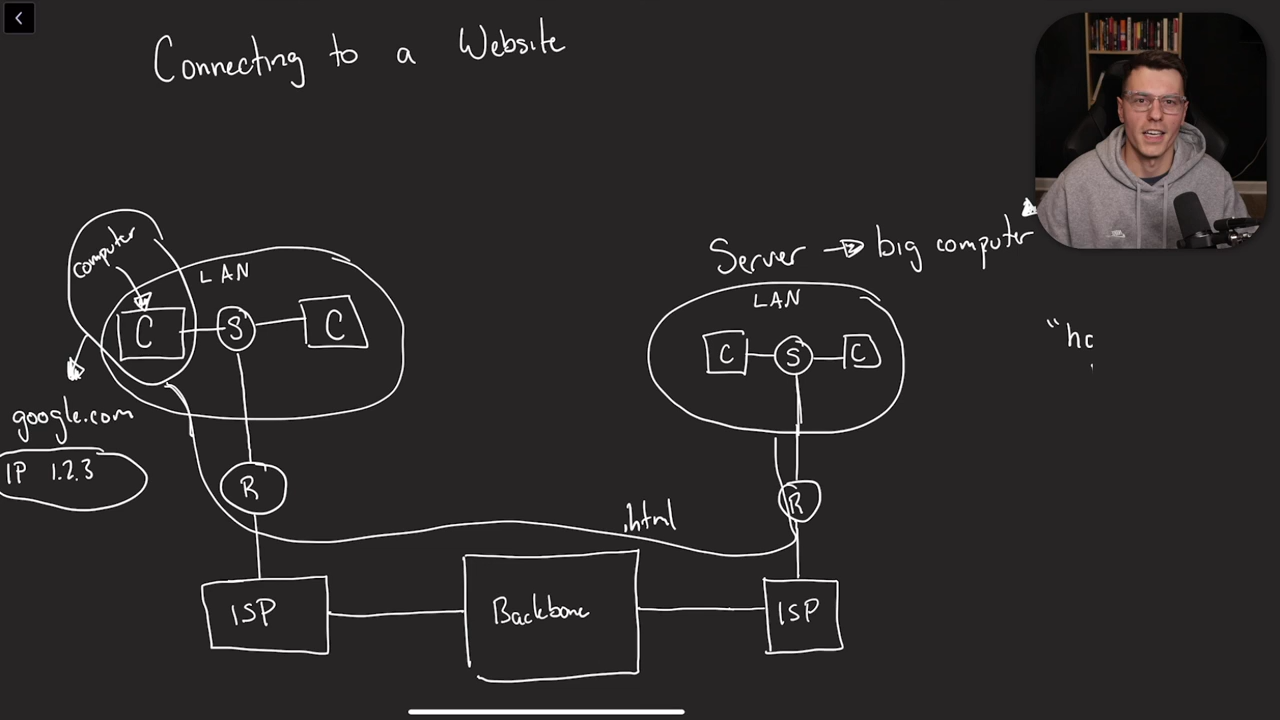 Connecting to a Website
computer
LAN
C
S
C
google.com
IP 1.2.3
R
ISP
Backbone
.html
Server → big computer
LAN
C
S
C
R
ISP